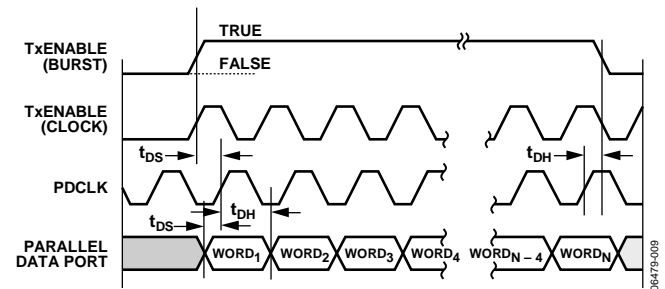 TxENABLE
(BURST)
TRUE
FALSE
TxENABLE
(CLOCK)
tDS
tDH
PDCLK
tDS
tDH
PARALLEL
DATA PORT
WORD1
WORD2
WORD3
WORD4
WORDN – 4
WORDN
06479-009